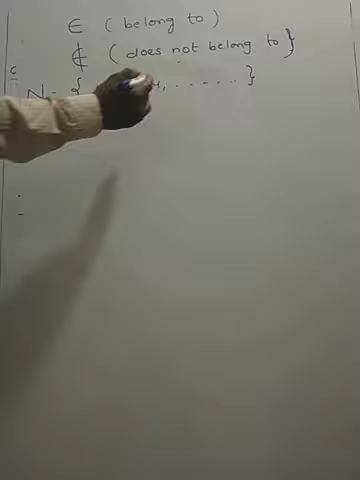 ∈ ( belong to )
∉ ( does not belong to }
N = { 4, ....... }